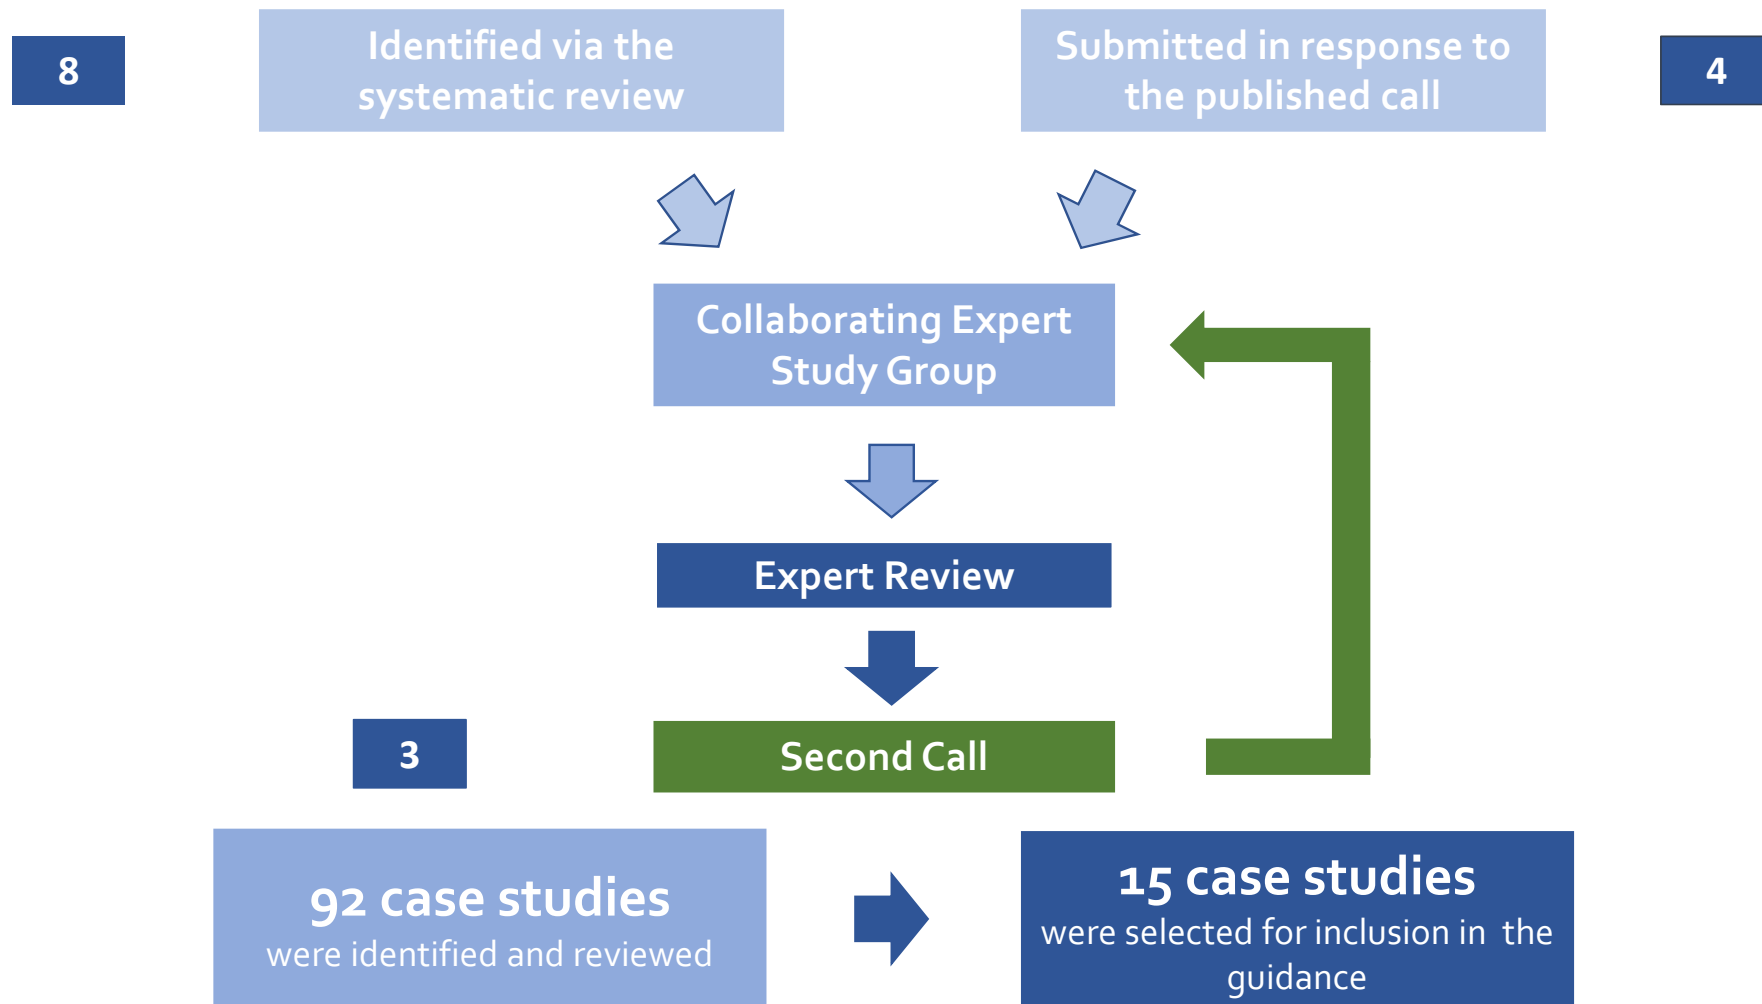 8
Identified via the
systematic review
Submitted in response to
the published call
4
Collaborating Expert
Study Group
Expert Review
3
Second Call
92 case studies
were identified and reviewed
15 case studies
were selected for inclusion in the
guidance